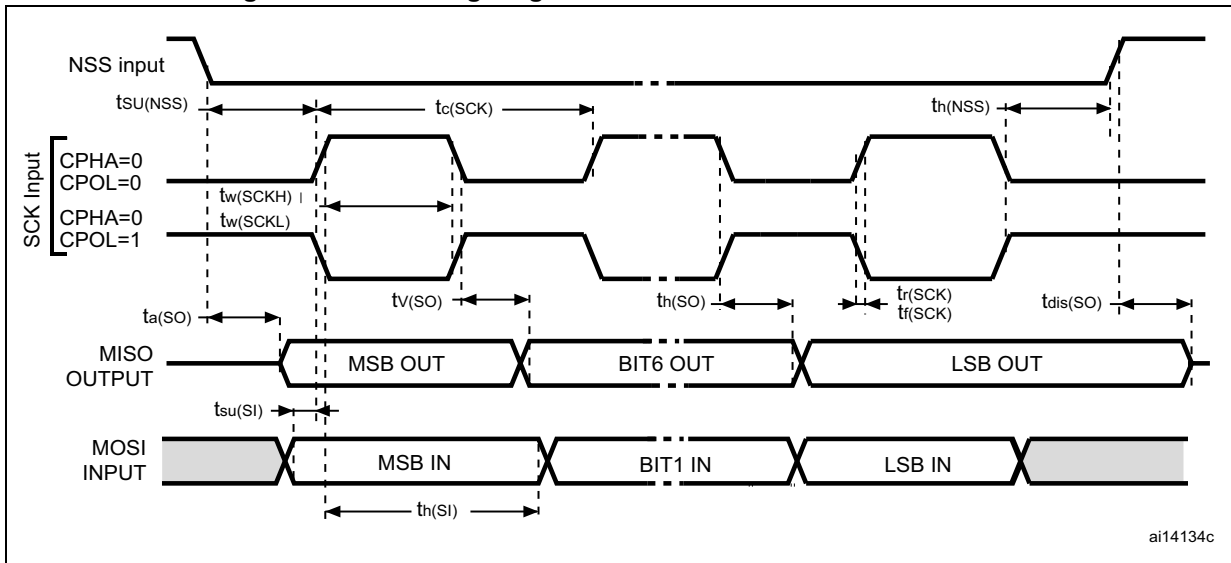 NSS input
tSU(NSS)
tc(SCK)
th(NSS)
SCK Input
CPHA=0
CPOL=0
tw(SCKH)
CPHA=0
tw(SCKL)
CPOL=1
tV(SO)
th(SO)
tr(SCK)
tf(SCK)
tdis(SO)
ta(SO)
MISO
OUTPUT
MSB OUT
BIT6 OUT
LSB OUT
tsu(SI)
MOSI
INPUT
MSB IN
BIT1 IN
LSB IN
th(SI)
ai14134c